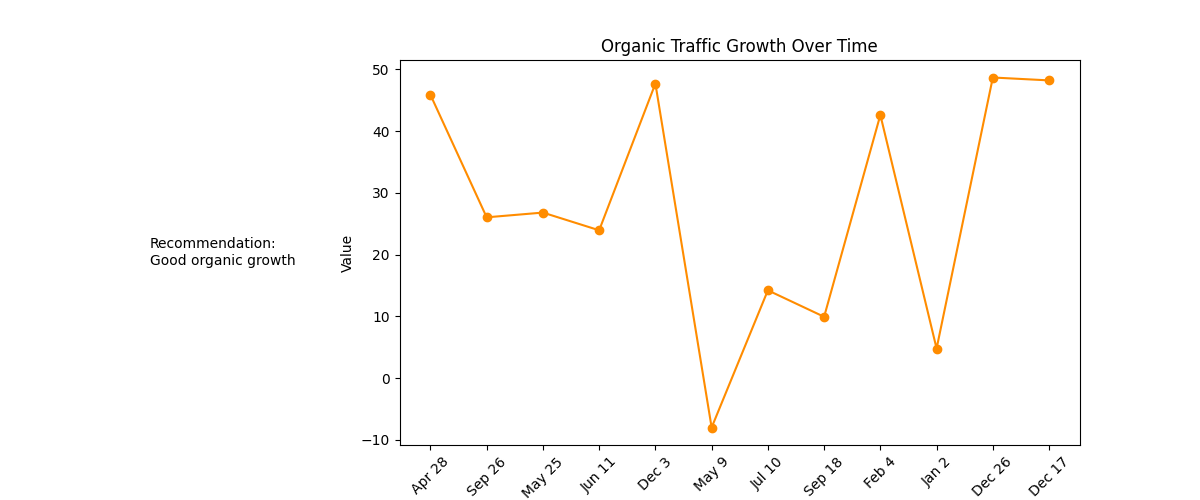 Organic Traffic Growth Over Time
Recommendation:
Good organic growth
Value
50
40
30
20
10
0
−10
Apr 28
Sep 26
May 25
Jun 11
Dec 3
May 9
Jul 10
Sep 18
Feb 4
Jan 2
Dec 26
Dec 17